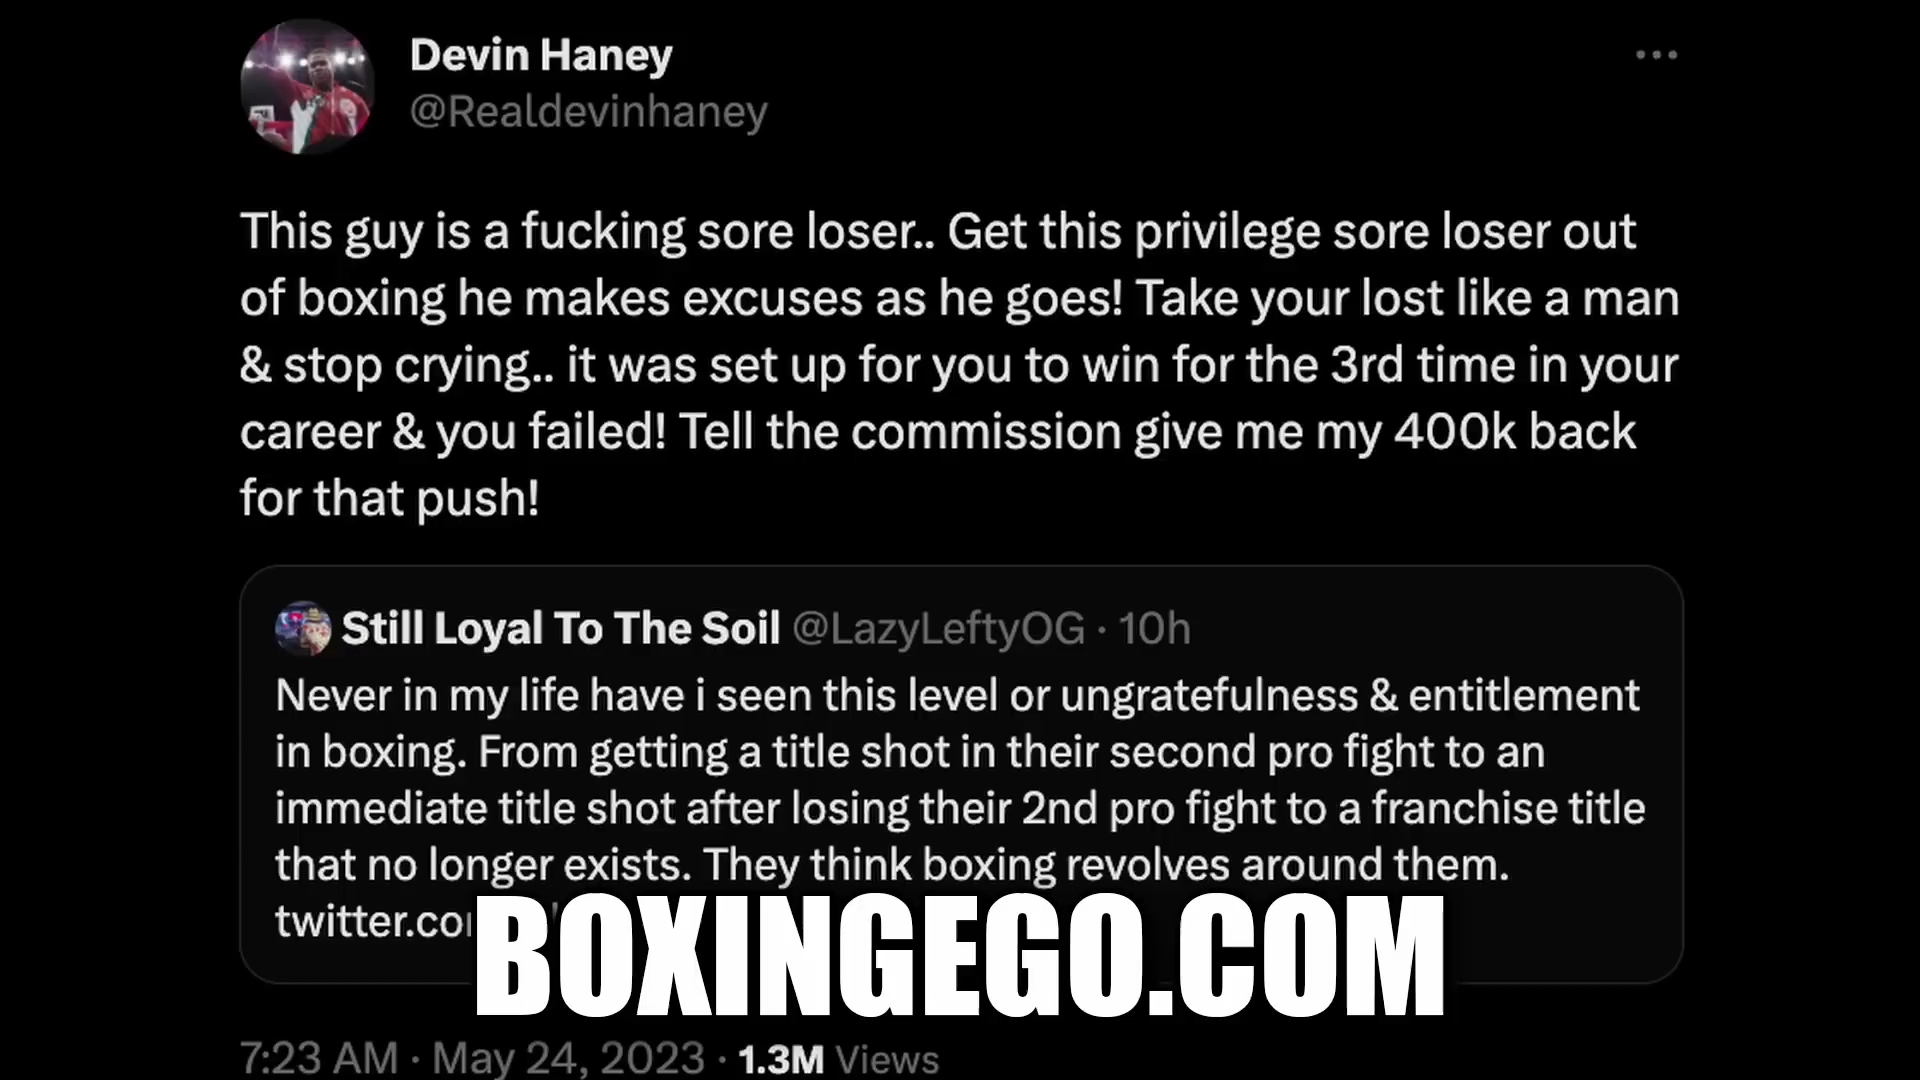 Devin Haney
@Realdevinhaney
This guy is a fucking sore loser.. Get this privilege sore loser out
of boxing he makes excuses as he goes! Take your lost like a man
& stop crying.. it was set up for you to win for the 3rd time in your
career & you failed! Tell the commission give me my 400k back
for that push!
Still Loyal To The Soil @LazyLeftyOG · 10h
Never in my life have i seen this level or ungratefulness & entitlement
in boxing. From getting a title shot in their second pro fight to an
immediate title shot after losing their 2nd pro fight to a franchise title
that no longer exists. They think boxing revolves around them.
BOXINGEGO.COM
7:23 AM · May 24, 2023 · 1.3M Views